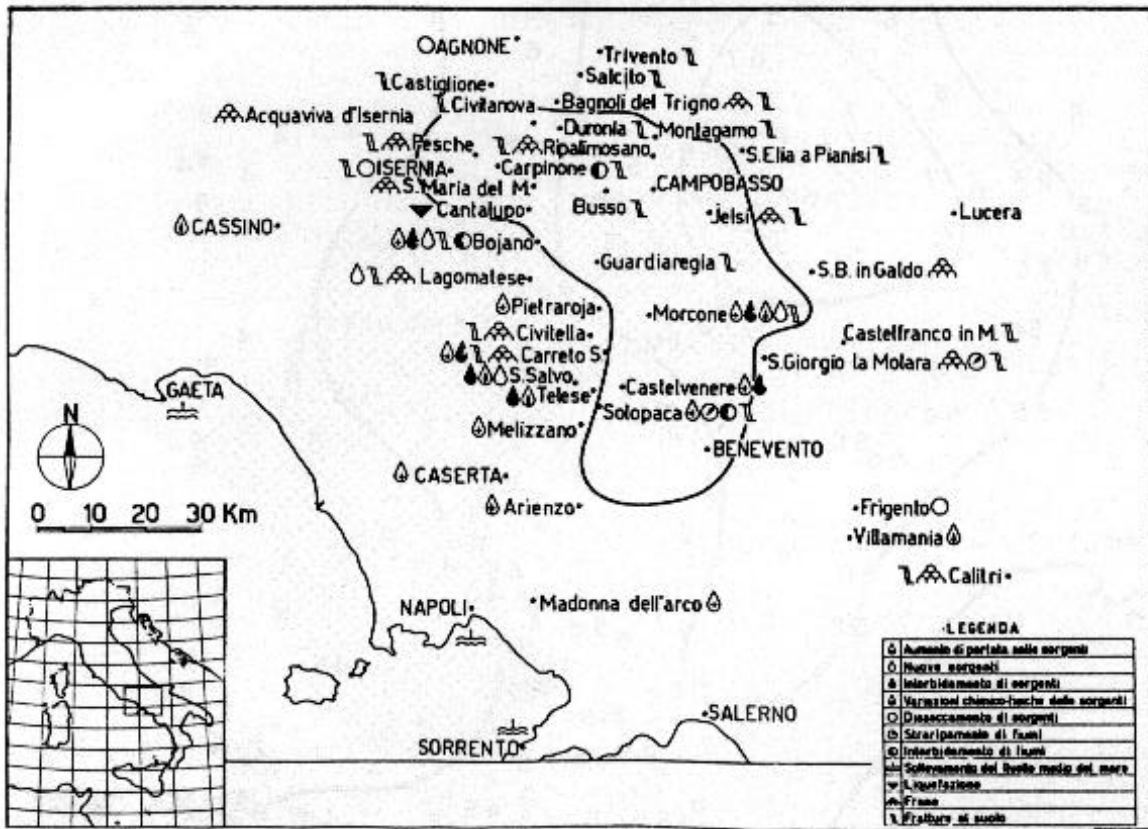 AGNONE
Trivento
Salcito
Castiglione
Civitanova
Bagnoli del Trigno
Acquaviva d'Isernia
Duronia
Montagamo
Pesche
Ripalimosano
S.Elia a Pianisi
ISERNIA
Carpinone
S.Maria del M.
CAMPOBASSO
Cantalupo
Busso
Jelsi
Lucera
CASSINO
Bojano
Guardiaregia
S.B. in Galdo
Lagomatese
Pietraroja
Morcone
Civitella
Castelfranco in M.
Carreto S.
S.Giorgio la Molara
S.Salvo
Castelvenere
GAETA
Telese
Solopaca
N
Melizzano
BENEVENTO
CASERTA
Arienzo
0 10 20 30 Km
Frigento
Villamania
Calitri
NAPOLI
Madonna dell'arco
LEGENDA
Aumento di portata nelle sorgenti
Nuove sorgenti
Interbidamento di sorgenti
Variazioni chimico-fisiche delle sorgenti
Disseccamento di sorgenti
Straripamento di fiumi
Interbidamento di fiumi
Sollevamento del livello medio del mare
Liquefazione
Frane
Fratture al suolo
SALERNO
SORRENTO